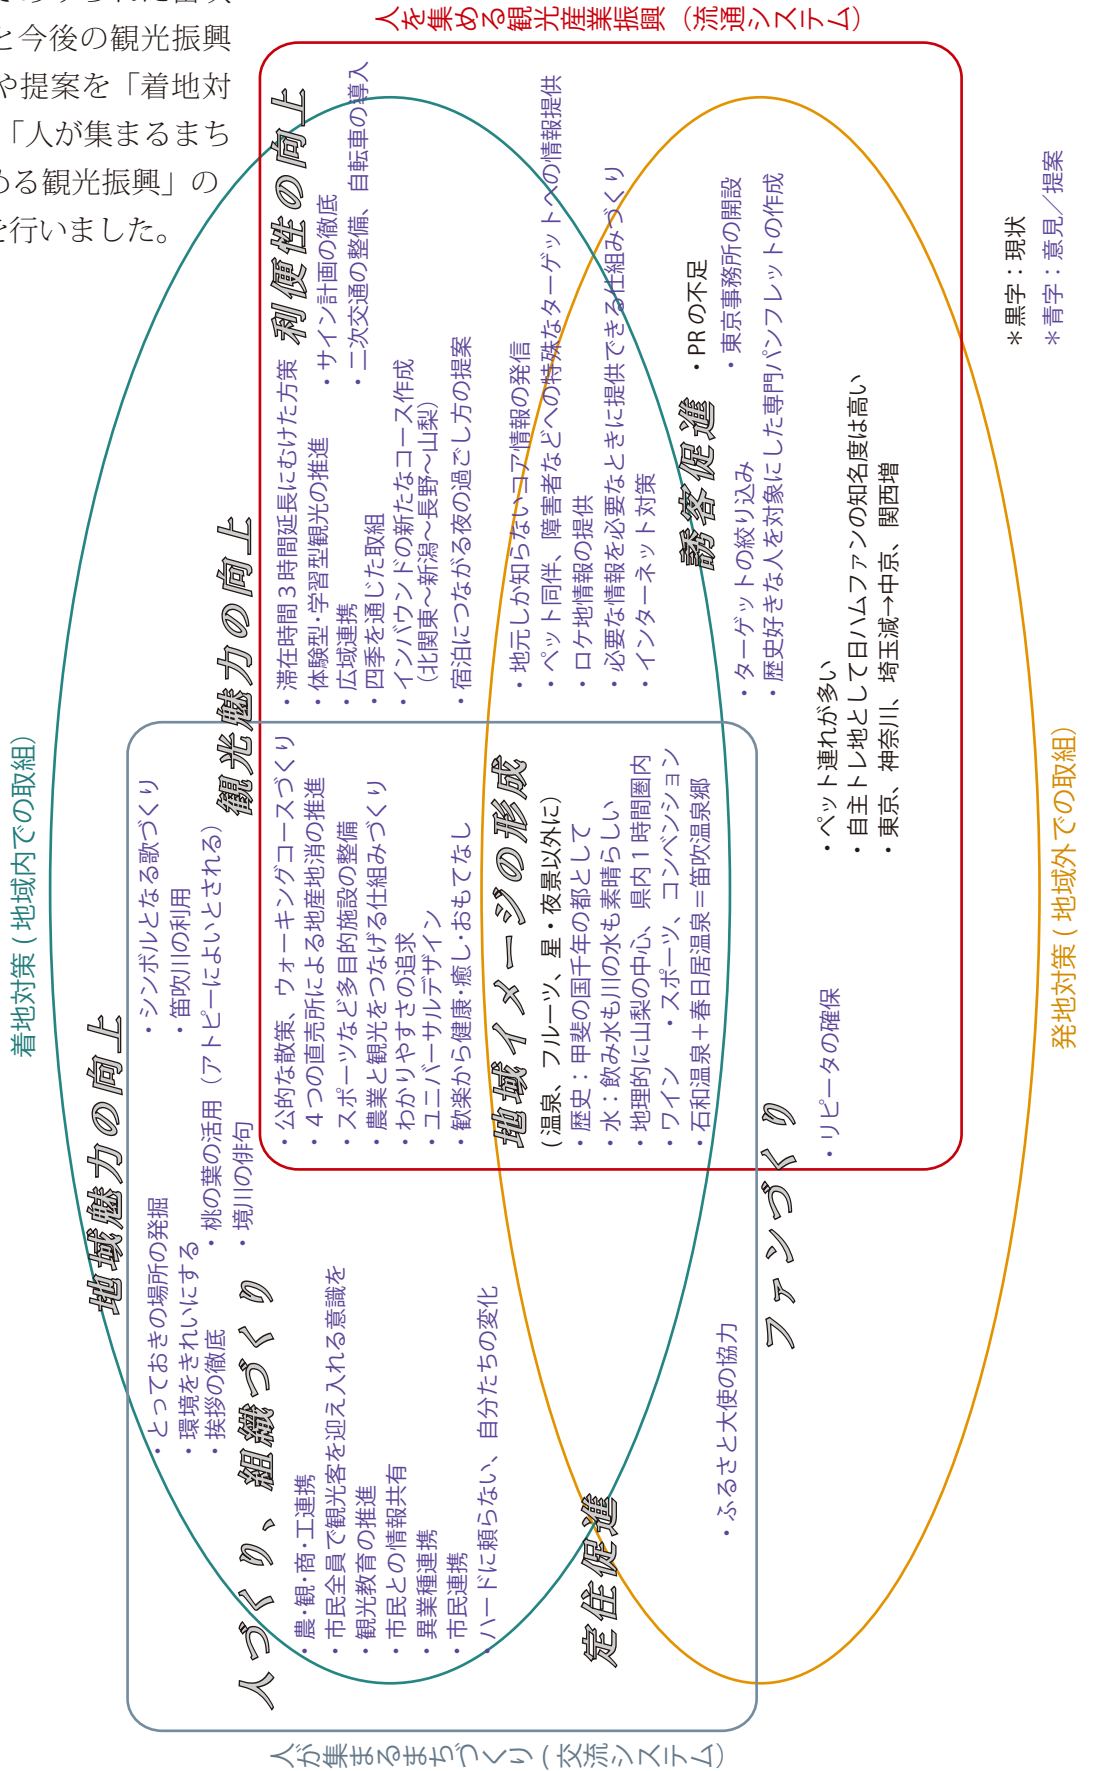 と今後の観光振興
や提案を「着地対
「人が集まるまち
める観光振興」の
を行いました。
人を集める観光産業振興（流通システム）
着地対策（地域内での取組）
発地対策（地域外での取組）
人が集まるまちづくり（交流システム）
地域魅力の向上
・とっておきの場所の発掘
・環境をきれいにする
・挨拶の徹底
・シンボルとなる歌づくり
・笛吹川の利用
・桃の葉の活用（アトピーによいとされる）
・境川の俳句
人づくり、組織づくり
・農・観・商・工連携
・市民全員で観光客を迎え入れる意識を
・観光教育の推進
・市民との情報共有
・異業種連携
・市民連携
・ハードに頼らない、自分たちの変化
観光魅力の向上
・公的な散策、ウォーキングコースづくり
・４つの直売所による地産地消の推進
・スポーツなど多目的施設の整備
・農業と観光をつなげる仕組みづくり
・わかりやすさの追求
・ユニバーサルデザイン
・歓楽から健康・癒し・おもてなし
・滞在時間３時間延長にむけた方策
・体験型・学習型観光の推進
・広域連携
・四季を通じた取組
・インバウンドの新たなコース作成
（北関東～新潟～長野～山梨）
・宿泊につながる夜の過ごし方の提案
利便性の向上
・サイン計画の徹底
・二次交通の整備、自転車の導入
地域イメージの形成
（温泉、フルーツ、星・夜景以外に）
・歴史：甲斐の国千年の都として
・水：飲み水も川の水も素晴らしい
・地理的に山梨の中心、県内１時間圏内
・ワイン　・スポーツ、コンベンション
・石和温泉＋春日居温泉＝笛吹温泉郷
・地元しか知らないコア情報の発信
・ペット同伴、障害者などへの特殊なターゲットへの情報提供
・ロケ地情報の提供
・必要な情報を必要なときに提供できる仕組みづくり
・インターネット対策
誘客促進
・PR の不足
・東京事務所の開設
・ターゲットの絞り込み
・歴史好きな人を対象にした専門パンフレットの作成
・ペット連れが多い
・自主トレ地として日ハムファンの知名度は高い
・東京、神奈川、埼玉減→中京、関西増
定住促進
ファンづくり
・ふるさと大使の協力
・リピータの確保
＊黒字：現状
＊青字：意見／提案